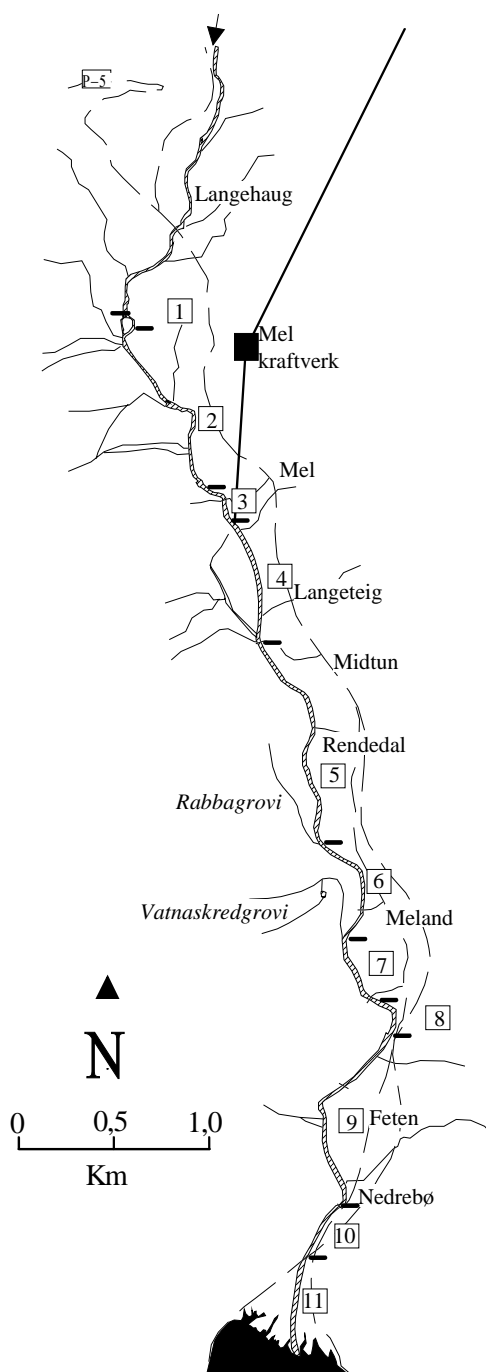 P-5
Langehaug
1
Mel
kraftverk
2
Mel
3
4
Langeteig
Midtun
Rendedal
5
Rabbagrovi
6
Vatnaskredgrovi
Meland
7
8
N
0 0,5 1,0
Km
9
Feten
Nedrebø
10
11